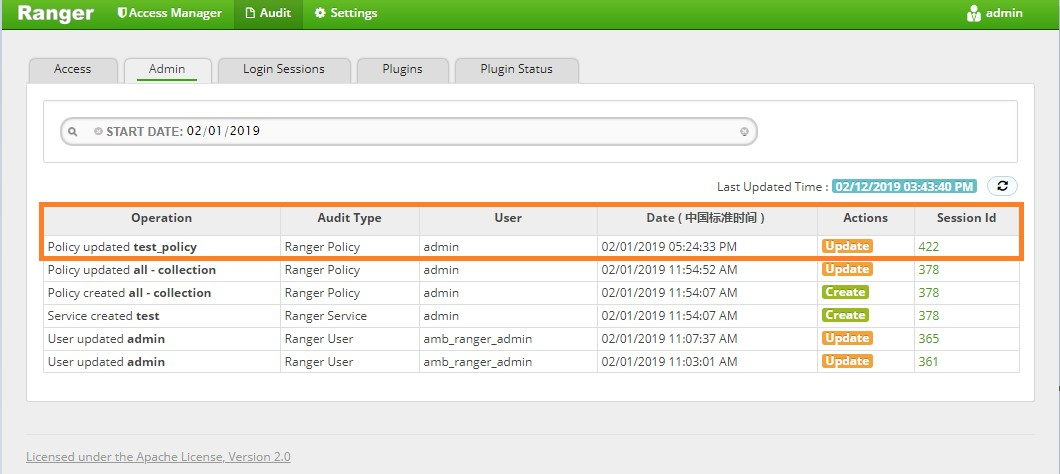 Ranger Access Manager Audit Settings admin
Access Admin Login Sessions Plugins Plugin Status
START DATE: 02/01/2019
Last Updated Time : 02/12/2019 03:43:40 PM
Operation Audit Type User Date ( 中国标准时间 ) Actions Session Id
Policy updated test_policy Ranger Policy admin 02/01/2019 05:24:33 PM Update 422
Policy updated all - collection Ranger Policy admin 02/01/2019 11:54:52 AM Update 378
Policy created all - collection Ranger Policy admin 02/01/2019 11:54:07 AM Create 378
Service created test Ranger Service admin 02/01/2019 11:54:07 AM Create 378
User updated admin Ranger User amb_ranger_admin 02/01/2019 11:07:37 AM Update 365
User updated admin Ranger User amb_ranger_admin 02/01/2019 11:03:01 AM Update 361
Licensed under the Apache License, Version 2.0